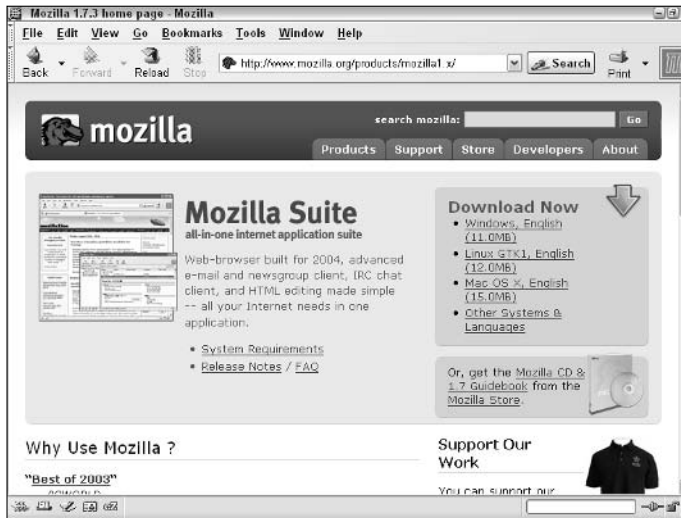 Mozilla 1.7.3 home page - Mozilla
File Edit View Go Bookmarks Tools Window Help
Back Forward Reload Stop http://www.mozilla.org/products/mozilla1.x/ Search Print
mozilla
search mozilla: Go
Products Support Store Developers About
Mozilla Suite
all-in-one internet application suite
Web-browser built for 2004, advanced
e-mail and newsgroup client, IRC chat
client, and HTML editing made simple
-- all your Internet needs in one
application.
• System Requirements
• Release Notes / FAQ
Download Now
• Windows, English
(11.0MB)
• Linux GTK1, English
(12.0MB)
• Mac OS X, English
(15.0MB)
• Other Systems &
Languages
Or, get the Mozilla CD &
1.7 Guidebook from the
Mozilla Store.
Why Use Mozilla ?
"Best of 2003"
Support Our
Work
You can support our